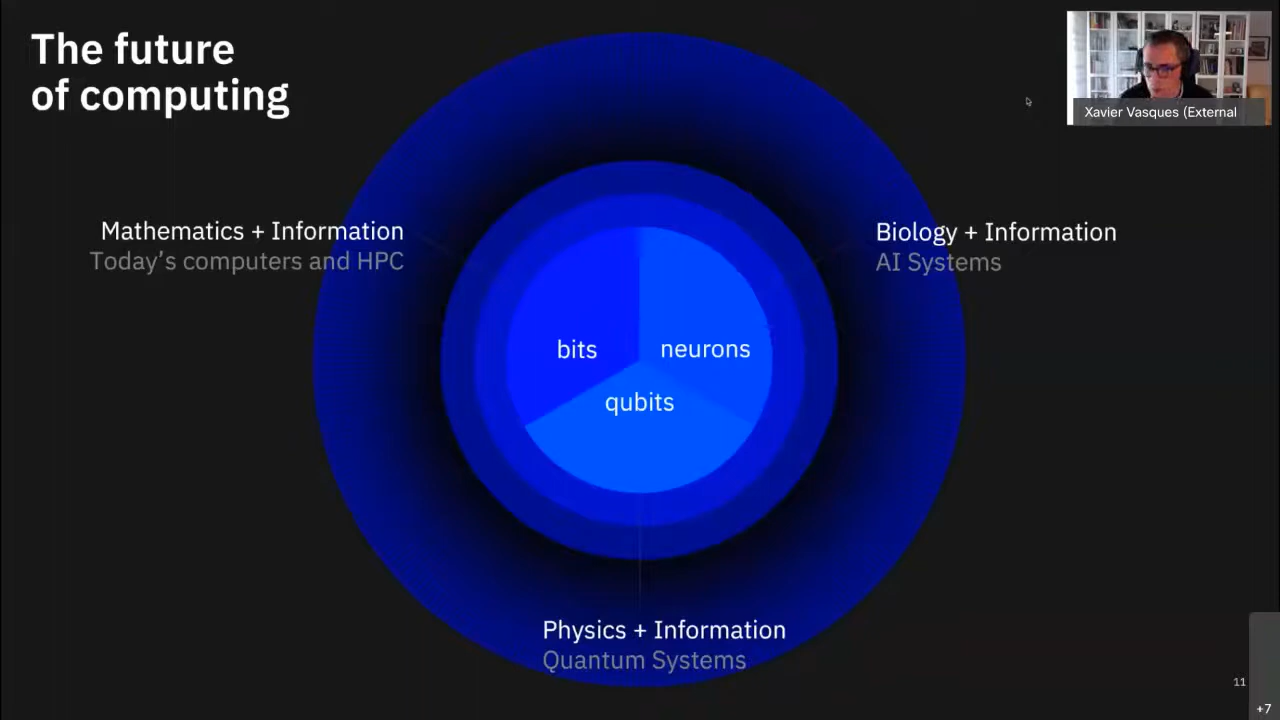 The future
of computing
Xavier Vasques (External
Mathematics + Information
Today's computers and HPC
Biology + Information
AI Systems
bits
neurons
qubits
Physics + Information
Quantum Systems
11
+7